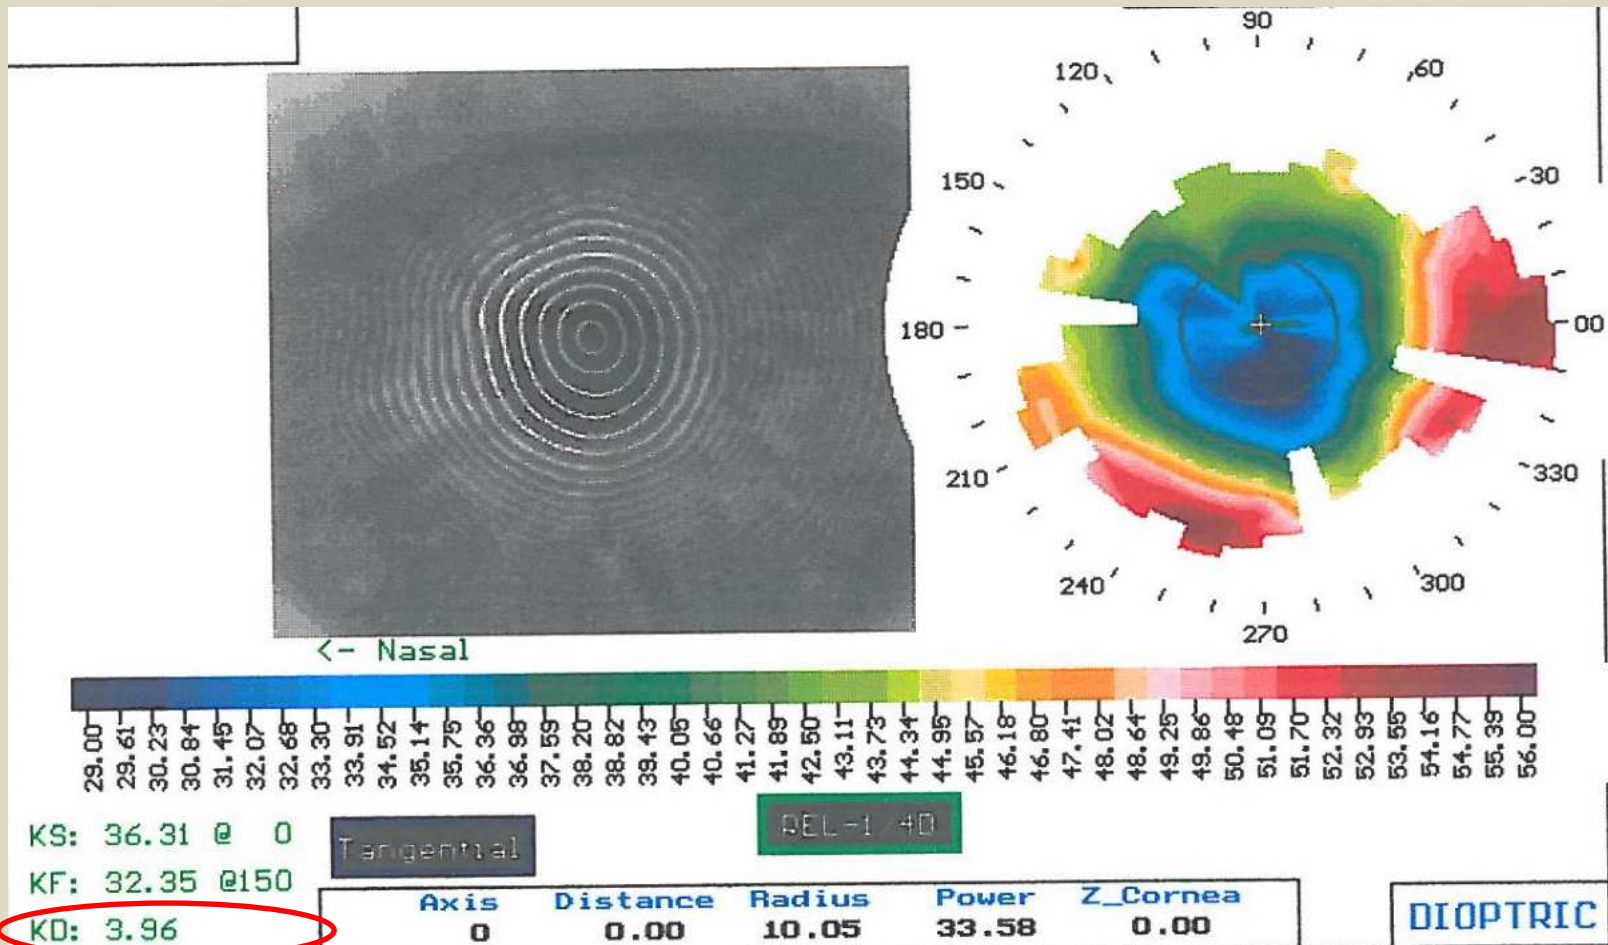 90
120
60
150
30
180
00
210
330
240
300
270
<- Nasal
29.00 29.61 30.23 30.84 31.45 32.07 32.68 33.30 33.91 34.52 35.14 35.75 36.36 36.98 37.59 38.20 38.82 39.43 40.05 40.66 41.27 41.89 42.50 43.11 43.73 44.34 44.95 45.57 46.18 46.80 47.41 48.02 48.64 49.25 49.86 50.48 51.09 51.70 52.32 52.93 53.55 54.16 54.77 55.39 56.00
KS: 36.31 @ 0
Tangential
KF: 32.35 @150
KD: 3.96
Axis Distance Radius Power Z_Cornea
0 0.00 10.05 33.58 0.00
DIOPTRIC